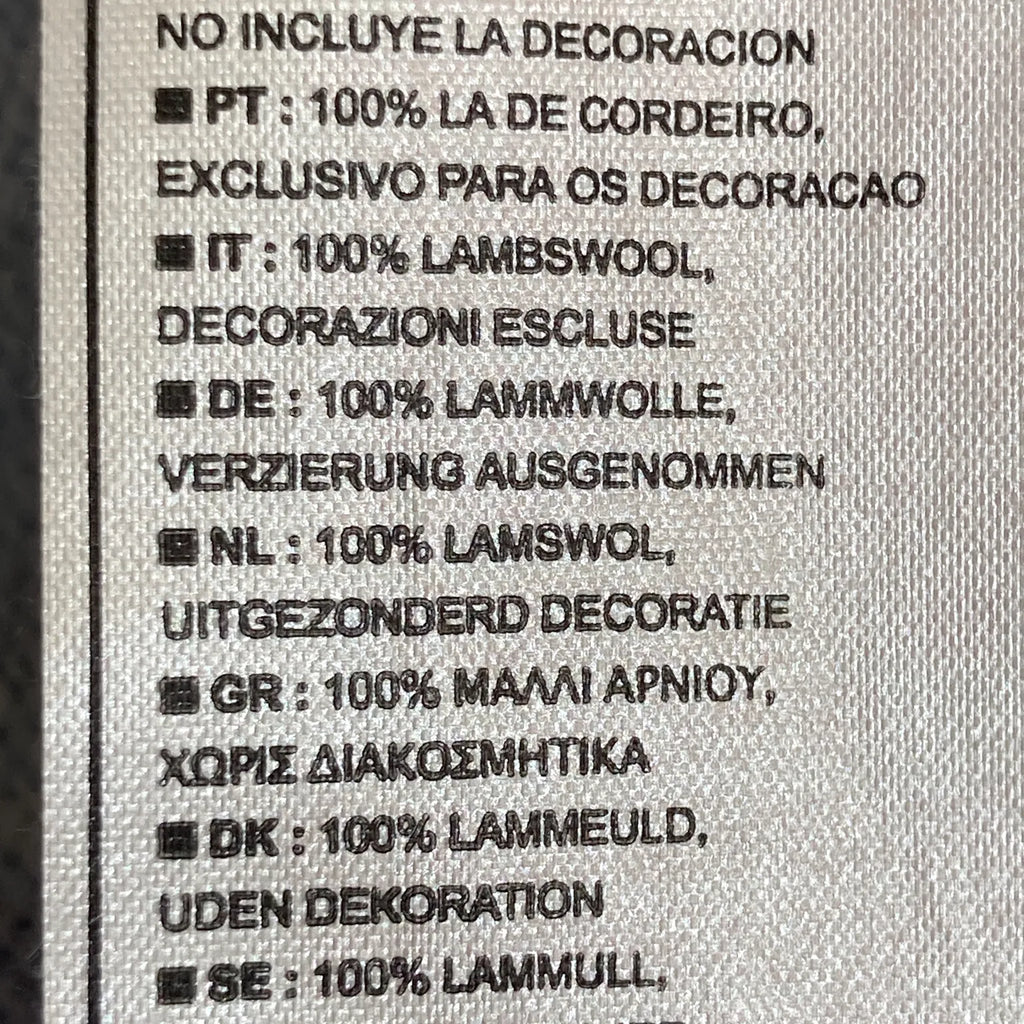 NO INCLUYE LA DECORACION
■ PT : 100% LA DE CORDEIRO,
EXCLUSIVO PARA OS DECORACAO
■ IT : 100% LAMBSWOOL,
DECORAZIONI ESCLUSE
■ DE : 100% LAMMWOLLE,
VERZIERUNG AUSGENOMMEN
■ NL : 100% LAMSWOL,
UITGEZONDERD DECORATIE
■ GR : 100% ΜΑΛΛΙ ΑΡΝΙΟΥ,
ΧΩΡΙΣ ΔΙΑΚΟΣΜΗΤΙΚΑ
■ DK : 100% LAMMEULD,
UDEN DEKORATION
■ SE : 100% LAMMULL,